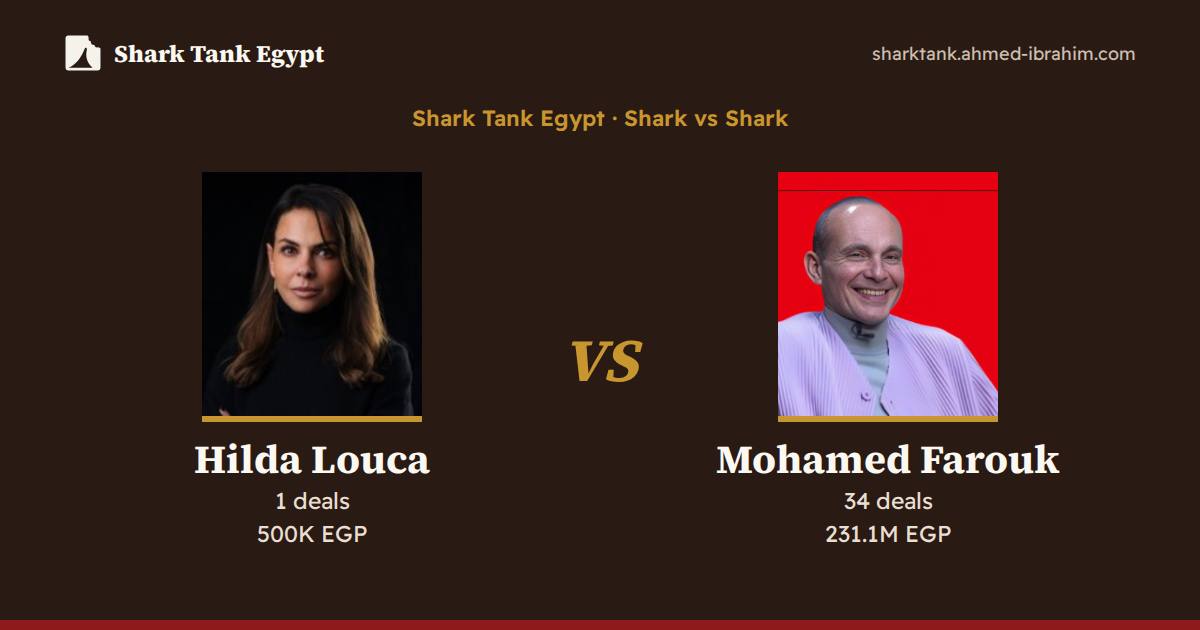 Shark Tank Egypt
sharktank.ahmed-ibrahim.com
Shark Tank Egypt · Shark vs Shark
vs
Hilda Louca
1 deals
500K EGP
Mohamed Farouk
34 deals
231.1M EGP